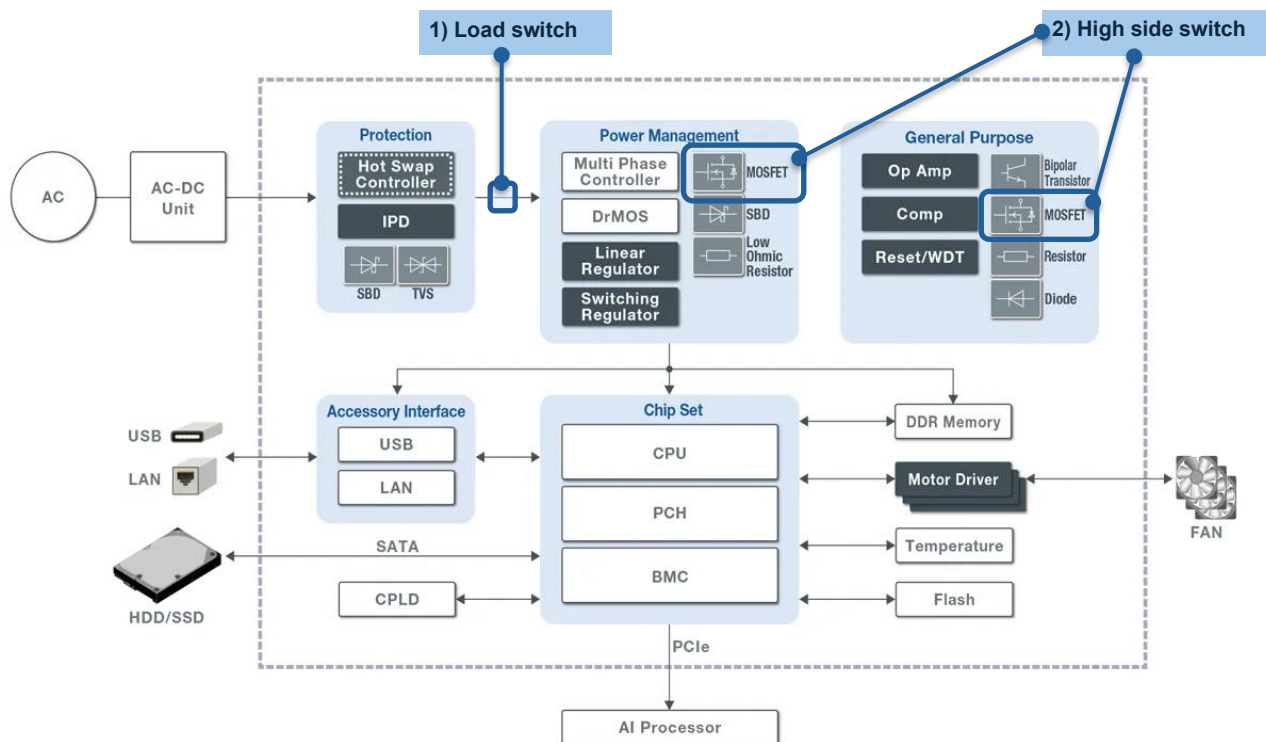 1) Load switch
2) High side switch
Protection
Hot Swap
Controller
IPD
SBD
TVS
Power Management
Multi Phase
Controller
DrMOS
Linear
Regulator
Switching
Regulator
MOSFET
SBD
Low
Ohmic
Resistor
General Purpose
Op Amp
Comp
Reset/WDT
Bipolar
Transistor
MOSFET
Resistor
Diode
AC
AC-DC
Unit
Accessory Interface
USB
LAN
Chip Set
CPU
PCH
BMC
DDR Memory
Motor Driver
Temperature
Flash
USB
LAN
SATA
HDD/SSD
CPLD
FAN
PCIe
AI Processor